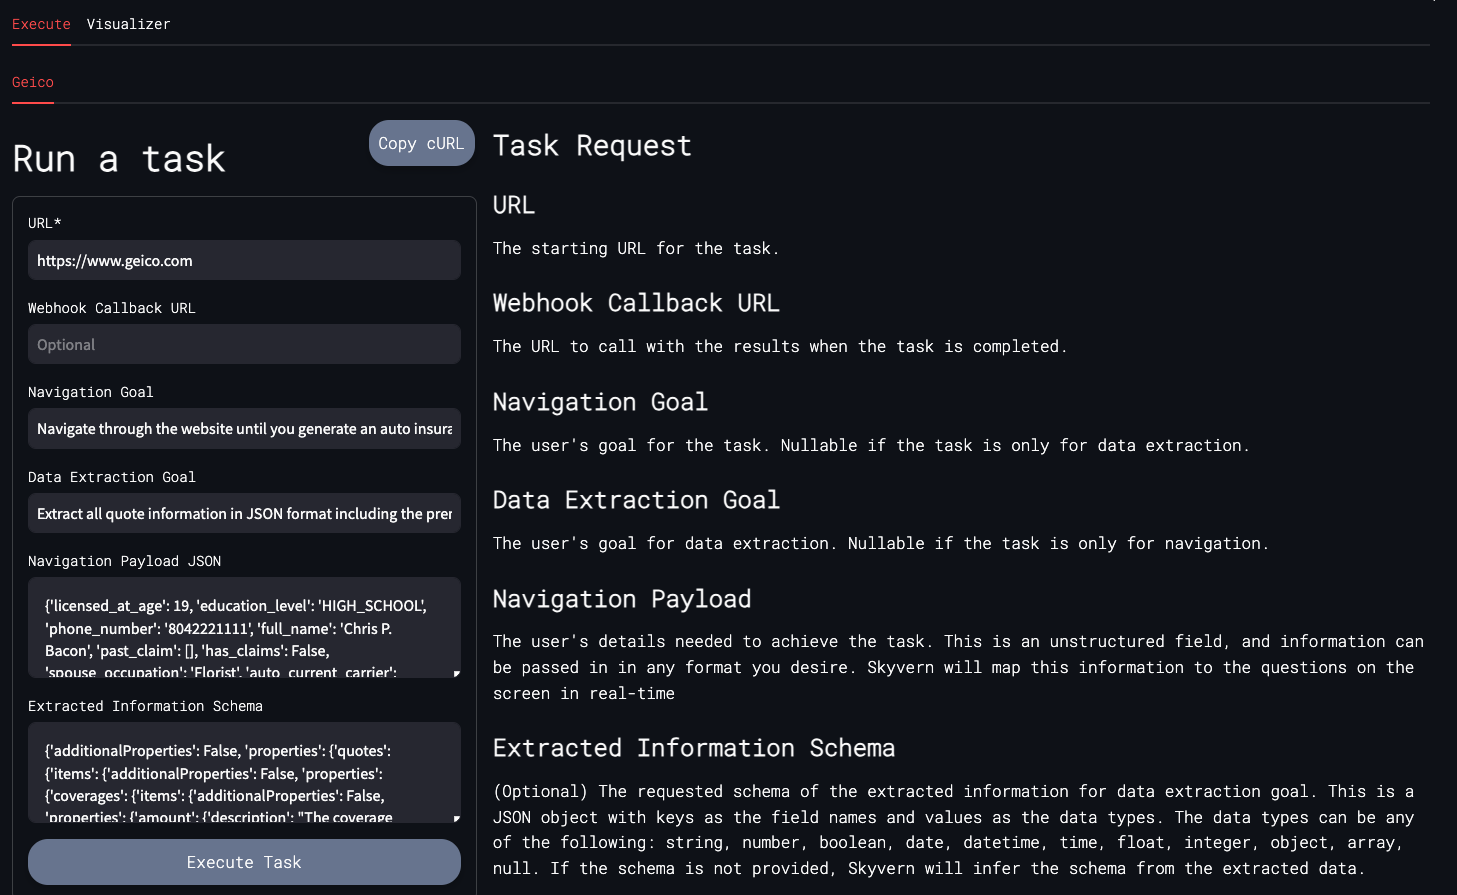 Execute Visualizer
Geico
Run a task
Copy cURL
URL*
https://www.geico.com
Webhook Callback URL
Optional
Navigation Goal
Navigate through the website until you generate an auto insura
Data Extraction Goal
Extract all quote information in JSON format including the prer
Navigation Payload JSON
{'licensed_at_age': 19, 'education_level': 'HIGH_SCHOOL',
'phone_number': '8042221111', 'full_name': 'Chris P.
Bacon', 'past_claim': [], 'has_claims': False,
'spouse_occupation': 'Florist', 'auto_current_carrier':
Extracted Information Schema
{'additionalProperties': False, 'properties': {'quotes':
{'items': {'additionalProperties': False, 'properties':
{'coverages': {'items': {'additionalProperties': False,
'properties': {'amount': {'description': "The coverage
Execute Task
Task Request
URL
The starting URL for the task.
Webhook Callback URL
The URL to call with the results when the task is completed.
Navigation Goal
The user's goal for the task. Nullable if the task is only for data extraction.
Data Extraction Goal
The user's goal for data extraction. Nullable if the task is only for navigation.
Navigation Payload
The user's details needed to achieve the task. This is an unstructured field, and information can
be passed in in any format you desire. Skyvern will map this information to the questions on the
screen in real-time
Extracted Information Schema
(Optional) The requested schema of the extracted information for data extraction goal. This is a
JSON object with keys as the field names and values as the data types. The data types can be any
of the following: string, number, boolean, date, datetime, time, float, integer, object, array,
null. If the schema is not provided, Skyvern will infer the schema from the extracted data.